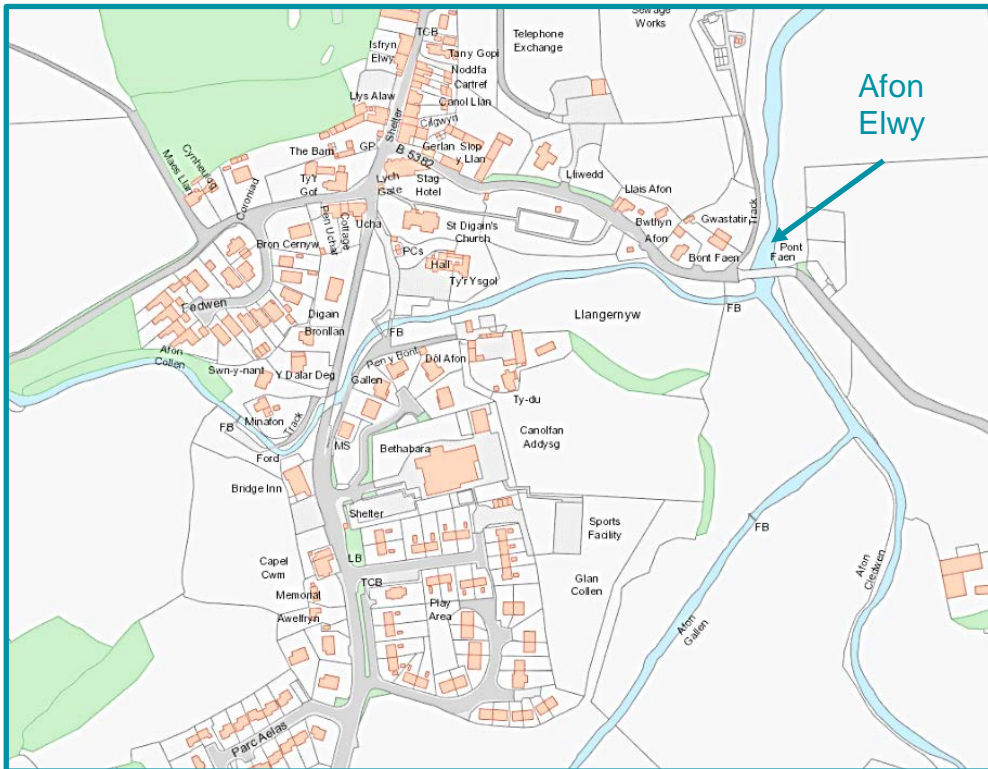 Sewage
Works
TCB
Telephone
Exchange
Isfryn
Elwy
Tan y Gopi
Noddfa
Cartref
Canol Llan
Llys Alaw
Cilgwyn
Shelter
Afon
Elwy
The Barn
GP
B 5382
Gerlan
Siop
y Llan
Cynheulog
Maes Llan
Coroniad
Ty'r
Gof
Lych
Gate
Stag
Hotel
Lliwedd
Llais Afon
Bwthyn
Afon
Gwastatir
Track
Pen Uchar
Cottage
Ucha
St Digain's
Church
Bron Cernyw
PCs
Hall
Ty'r Ysgol
Bont Faen
Pont
Faen
FB
Fedwen
Digain
Bronllan
FB
Llangernyw
Afon
Collen
Swn-y-nant
Y Dalar Deg
Pen y Bont
Dôl Afon
Gallen
Ty-du
Minafon
Track
FB
Ford
MS
Bethabara
Canolfan
Addysg
Bridge Inn
Shelter
Sports
Facility
FB
Capel
Cwm
LB
TCB
Memorial
Awelfryn
Play
Area
Glan
Collen
Afon
Gallen
Afon
Cledwen
Parc Aelas